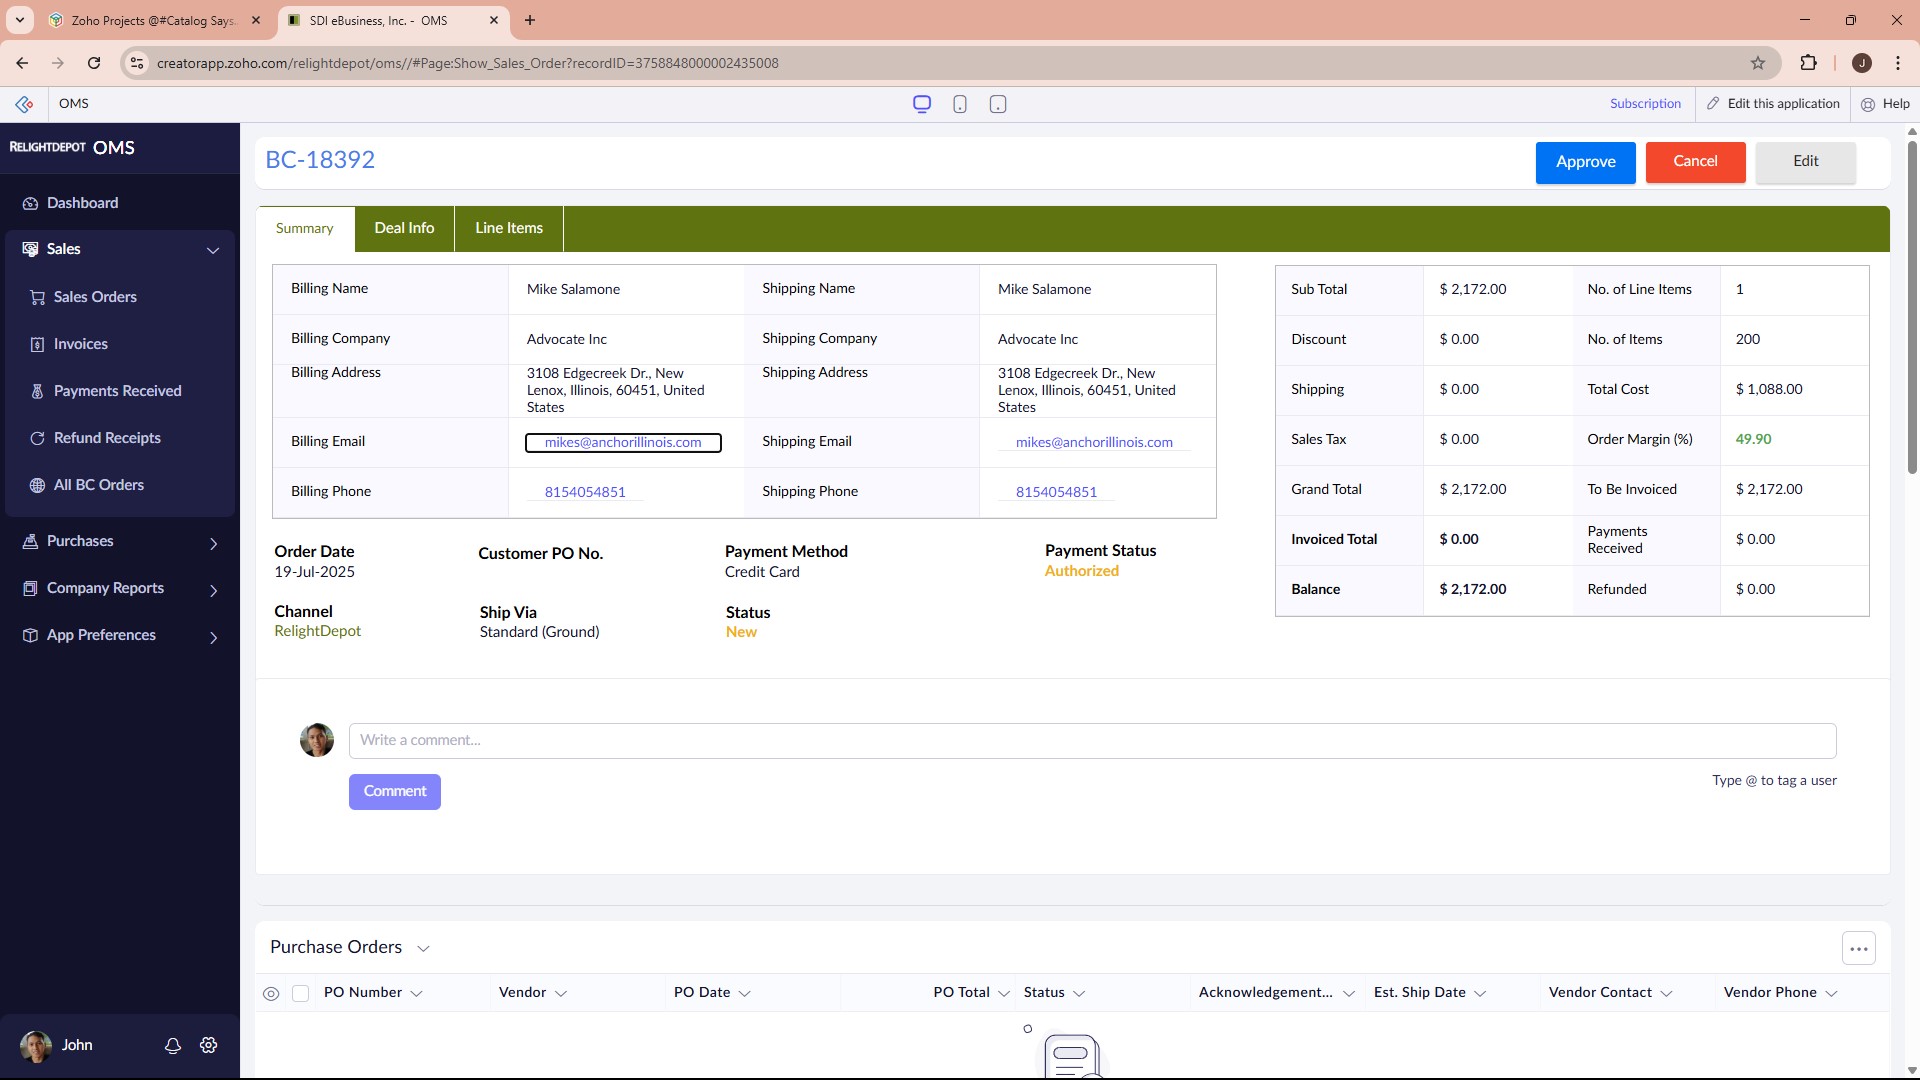 Zoho Projects @#Catalog Says
SDI eBusiness, Inc. - OMS
creatorapp.zoho.com/relightdepot/oms//#Page:Show_Sales_Order?recordID=3758848000002435008
J
OMS
Subscription
Edit this application
Help
RELIGHTDEPOT OMS
Dashboard
Sales
Sales Orders
Invoices
Payments Received
Refund Receipts
All BC Orders
Purchases
Company Reports
App Preferences
John
BC-18392
Approve
Cancel
Edit
Summary
Deal Info
Line Items
Billing Name
Mike Salamone
Shipping Name
Mike Salamone
Billing Company
Advocate Inc
Shipping Company
Advocate Inc
Billing Address
3108 Edgecreek Dr., New
Lenox, Illinois, 60451, United
States
Shipping Address
3108 Edgecreek Dr., New
Lenox, Illinois, 60451, United
States
Billing Email
mikes@anchorillinois.com
Shipping Email
mikes@anchorillinois.com
Billing Phone
8154054851
Shipping Phone
8154054851
Sub Total
$ 2,172.00
No. of Line Items
1
Discount
$ 0.00
No. of Items
200
Shipping
$ 0.00
Total Cost
$ 1,088.00
Sales Tax
$ 0.00
Order Margin (%)
49.90
Grand Total
$ 2,172.00
To Be Invoiced
$ 2,172.00
Invoiced Total
$ 0.00
Payments
Received
$ 0.00
Balance
$ 2,172.00
Refunded
$ 0.00
Order Date
19-Jul-2025
Customer PO No.
Payment Method
Credit Card
Payment Status
Authorized
Channel
RelightDepot
Ship Via
Standard (Ground)
Status
New
Write a comment...
Comment
Type @ to tag a user
Purchase Orders
PO Number
Vendor
PO Date
PO Total
Status
Acknowledgement...
Est. Ship Date
Vendor Contact
Vendor Phone